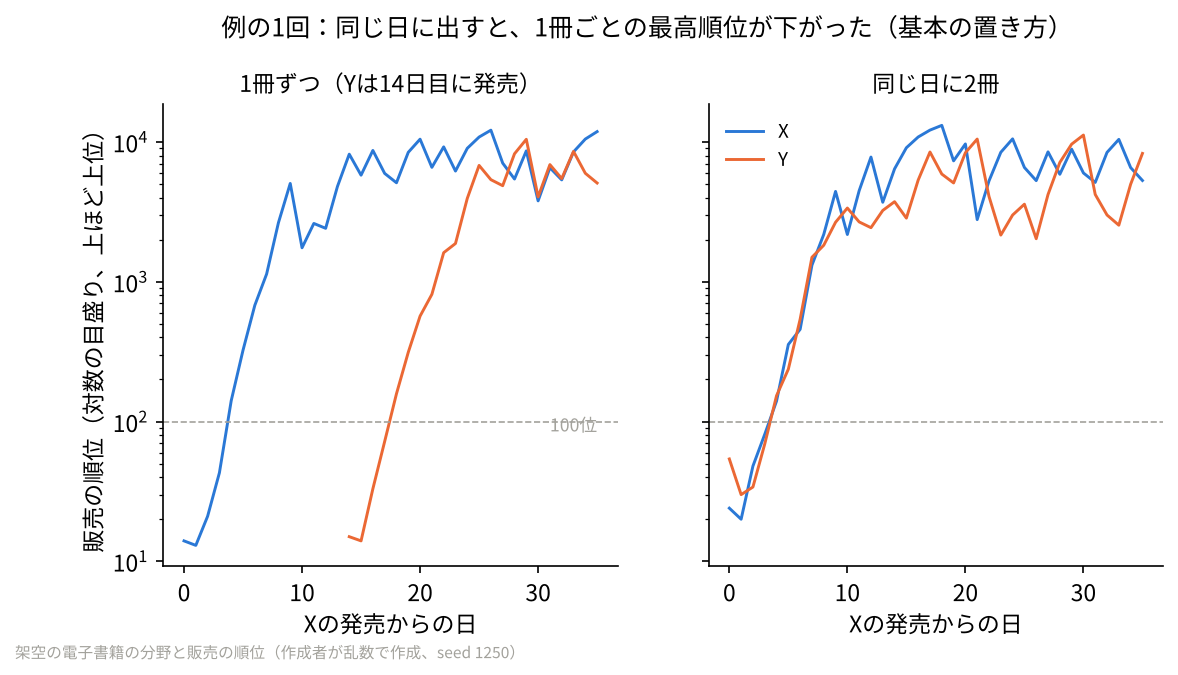 例の1回：同じ日に出すと、1冊ごとの最高順位が下がった（基本の置き方）
1冊ずつ（Yは14日目に発売）
同じ日に2冊
販売の順位（対数の目盛り、上ほど上位）
10⁴
10³
10²
10¹
100位
X
Y
0 10 20 30
0 10 20 30
Xの発売からの日
Xの発売からの日
架空の電子書籍の分野と販売の順位（作成者が乱数で作成、seed 1250）